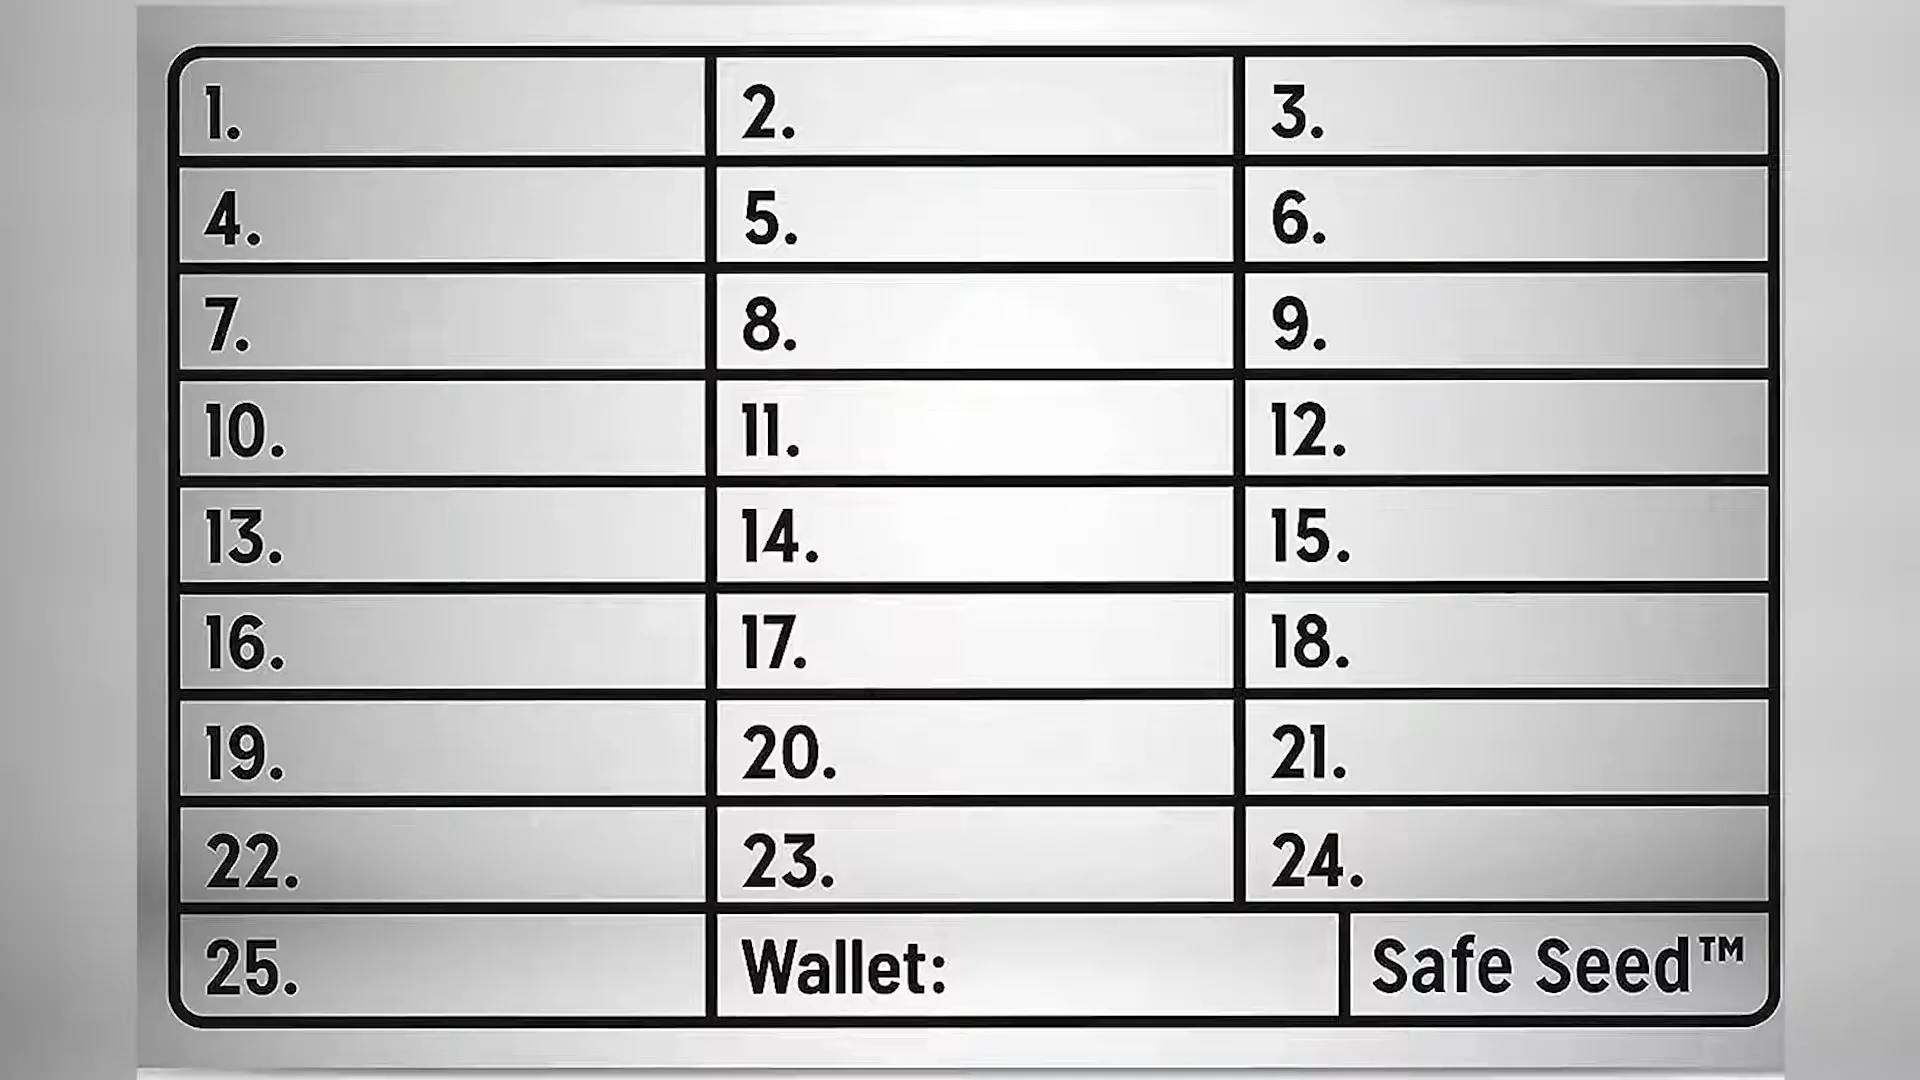 1. 2. 3.
4. 5. 6.
7. 8. 9.
10. 11. 12.
13. 14. 15.
16. 17. 18.
19. 20. 21.
22. 23. 24.
25. Wallet: Safe Seed™